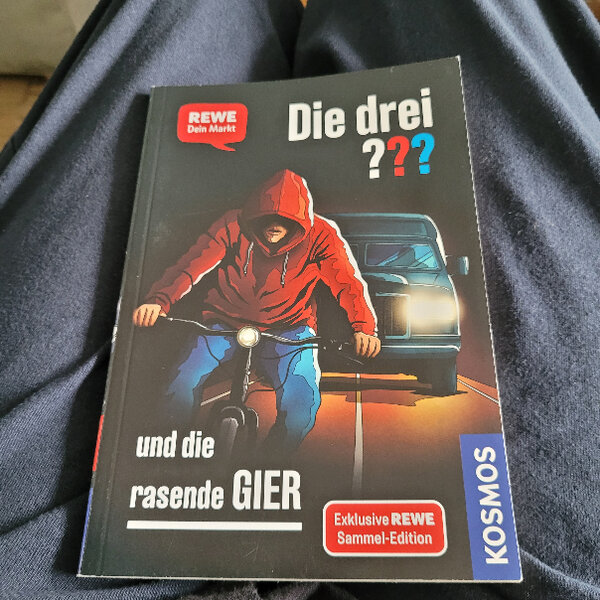 REWE
Dein Markt
Die drei
???
und die
rasende GIER
Exklusive REWE
Sammel-Edition
KOSMOS